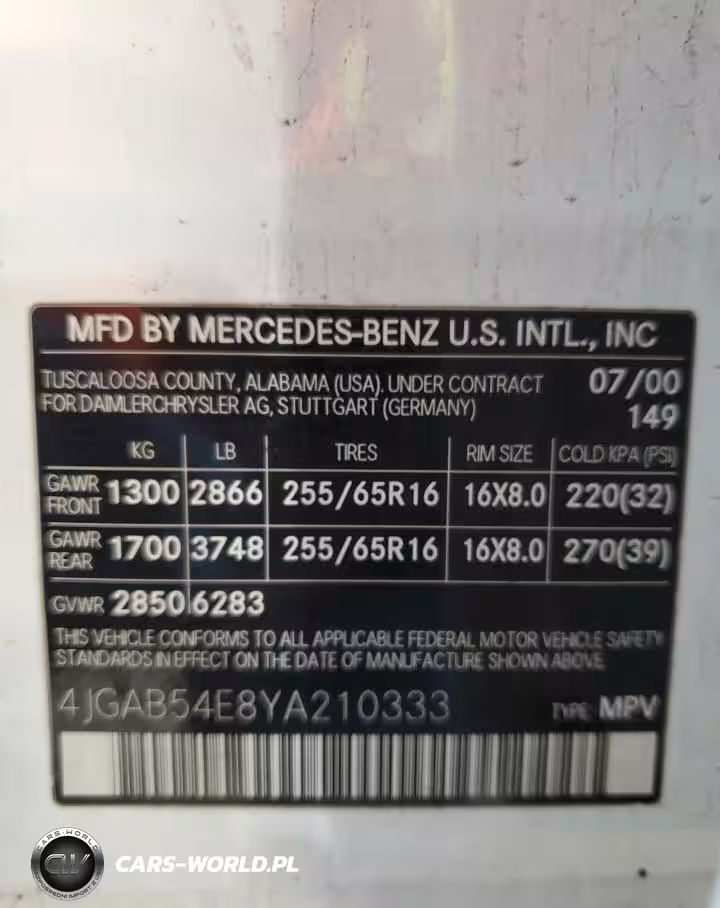 MFD BY MERCEDES-BENZ U.S. INTL., INC
TUSCALOOSA COUNTY, ALABAMA (USA). UNDER CONTRACT 07/00
FOR DAIMLERCHRYSLER AG, STUTTGART (GERMANY) 149
KG LB TIRES RIM SIZE COLD KPA (PSI)
GAWR FRONT 1300 2866 255/65R16 16X8.0 220(32)
GAWR REAR 1700 3748 255/65R16 16X8.0 270(39)
GVWR 2850 6283
THIS VEHICLE CONFORMS TO ALL APPLICABLE FEDERAL MOTOR VEHICLE SAFETY
STANDARDS IN EFFECT ON THE DATE OF MANUFACTURE SHOWN ABOVE.
4JGAB54E8YA210333 TYPE: MPV
CARS-WORLD
CW
CARS-WORLD.PL